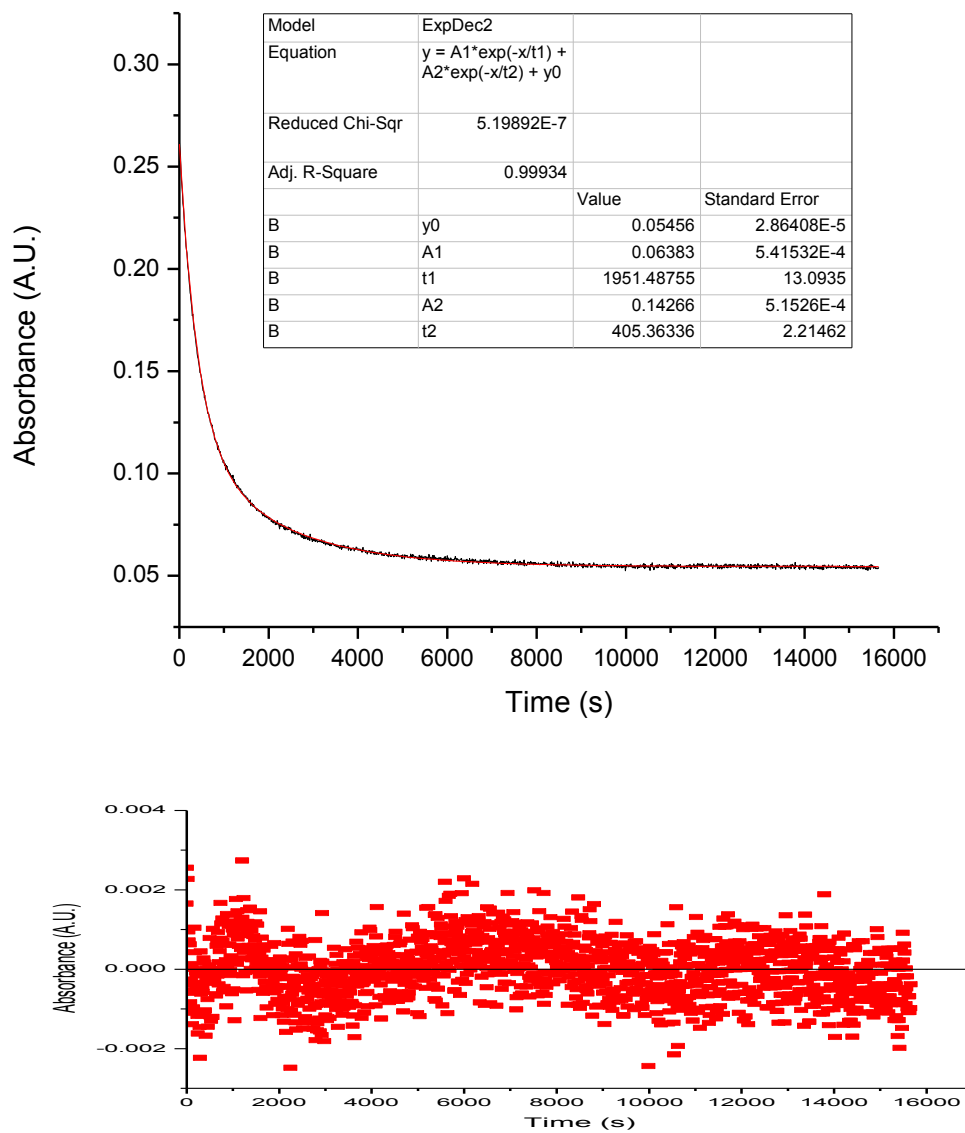 Model ExpDec2
Equation y = A1*exp(-x/t1) +
A2*exp(-x/t2) + y0
Reduced Chi-Sqr 5.19892E-7
Adj. R-Square 0.99934
Value Standard Error
B y0 0.05456 2.86408E-5
B A1 0.06383 5.41532E-4
B t1 1951.48755 13.0935
B A2 0.14266 5.1526E-4
B t2 405.36336 2.21462
0.30
0.25
0.20
0.15
0.10
0.05
Absorbance (A.U.)
0 2000 4000 6000 8000 10000 12000 14000 16000
Time (s)
0.004
0.002
0.000
-0.002
Absorbance (A.U.)
0 2000 4000 6000 8000 10000 12000 14000 16000
Time (s)